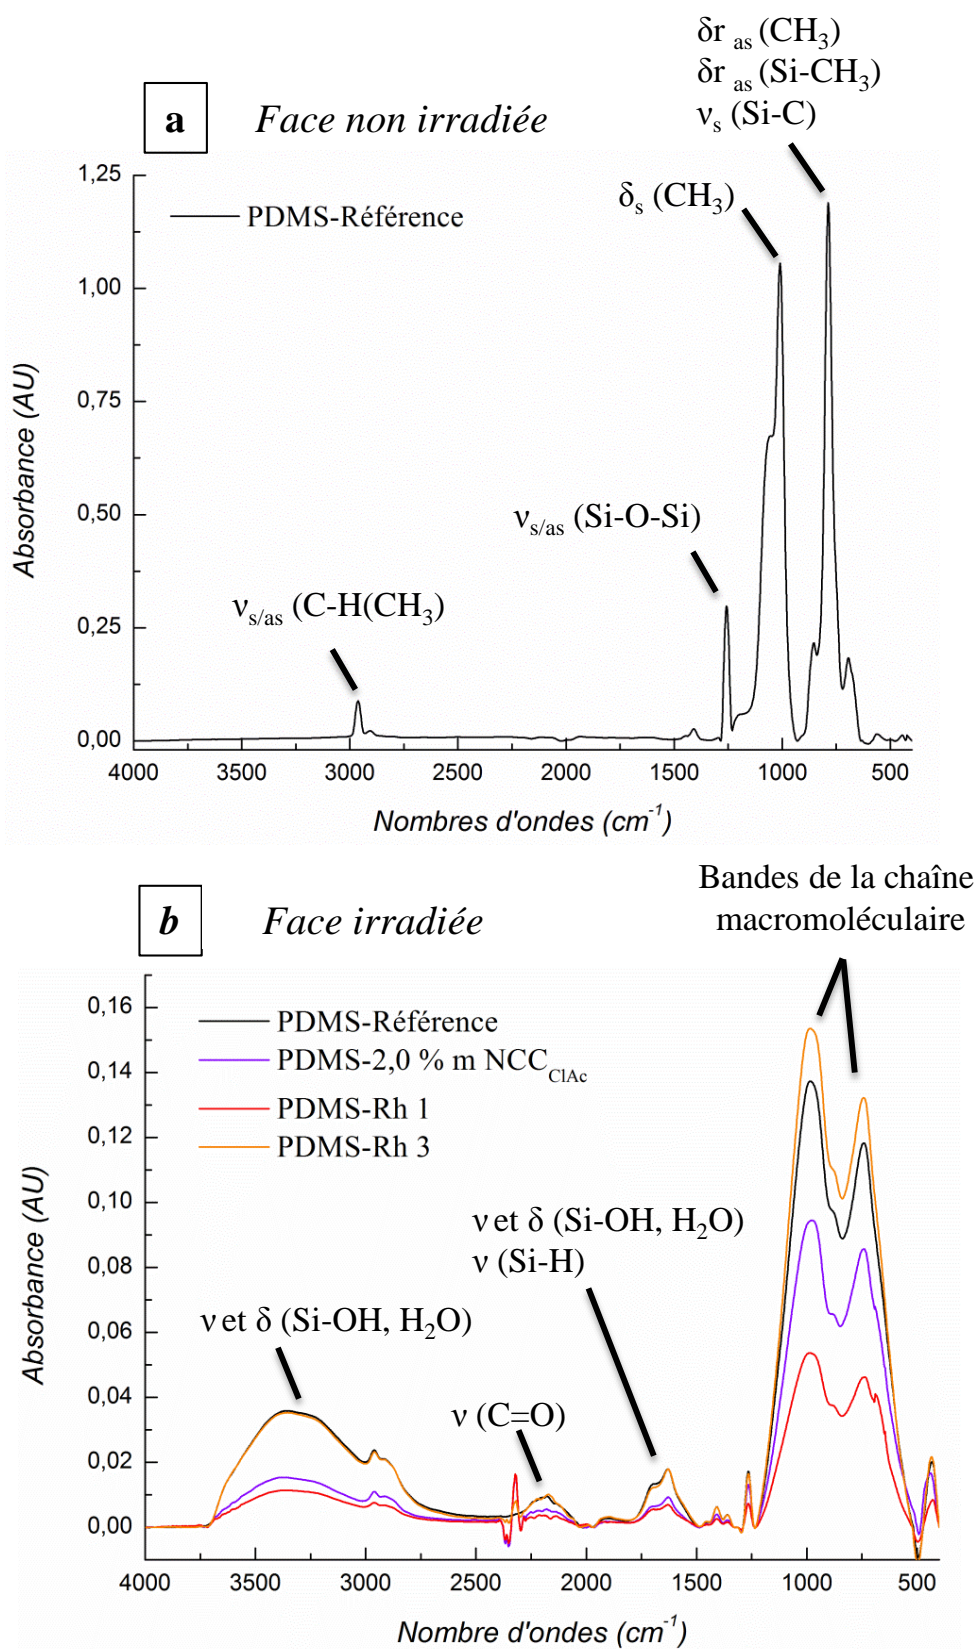 δr as (CH3)
δr as (Si-CH3)
νs (Si-C)
a
Face non irradiée
δs (CH3)
PDMS-Référence
νs/as (Si-O-Si)
νs/as (C-H(CH3)
1,25
1,00
0,75
0,50
0,25
0,00
Absorbance (AU)
4000 3500 3000 2500 2000 1500 1000 500
Nombres d'ondes (cm-1)
Bandes de la chaîne
macromoléculaire
b
Face irradiée
PDMS-Référence
PDMS-2,0 % m NCCClAc
PDMS-Rh 1
PDMS-Rh 3
ν et δ (Si-OH, H2O)
ν (Si-H)
ν et δ (Si-OH, H2O)
ν (C=O)
0,16
0,14
0,12
0,10
0,08
0,06
0,04
0,02
0,00
Absorbance (AU)
4000 3500 3000 2500 2000 1500 1000 500
Nombre d'ondes (cm-1)